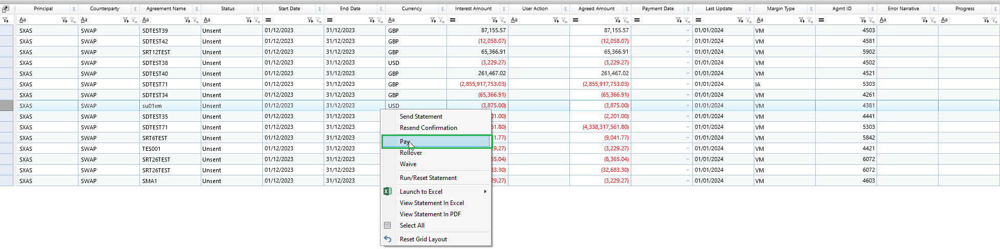 Principal Counterparty Agreement Name Status Start Date End Date Currency Interest Amount User Action Agreed Amount Payment Date Last Update Margin Type Agmt ID Error Narrative Progress
Aa Aa Aa Aa = = Aa = Aa = = = Aa = Aa Aa
SXAS SWAP SDTEST39 Unsent 01/12/2023 31/12/2023 GBP 87,155.57 87,155.57 01/01/2024 VM 4503
SXAS SWAP SDTEST42 Unsent 01/12/2023 31/12/2023 GBP (12,058.07) (12,058.07) 01/01/2024 VM 4581
SXAS SWAP SRT12TEST Unsent 01/12/2023 31/12/2023 GBP 65,366.91 65,366.91 01/01/2024 VM 5902
SXAS SWAP SDTEST38 Unsent 01/12/2023 31/12/2023 USD (3,229.27) (3,229.27) 01/01/2024 VM 4502
SXAS SWAP SDTEST40 Unsent 01/12/2023 31/12/2023 GBP 261,467.02 261,467.02 01/01/2024 VM 4521
SXAS SWAP SDTEST71 Unsent 01/12/2023 31/12/2023 GBP (2,855,917,753.03) (2,855,917,753.03) 01/01/2024 IA 5303
SXAS SWAP SDTEST34 Unsent 01/12/2023 31/12/2023 GBP (65,366.91) (65,366.91) 01/01/2024 VM 4261
SXAS SWAP su01vm Unsent 01/12/2023 31/12/2023 USD (3,875.00) (3,875.00) 01/01/2024 VM 4381
SXAS SWAP SDTEST35 Unsent 01/12/2023 31/12/2023 01.00) (2,201.00) 01/01/2024 VM 4441
SXAS SWAP SDTEST71 Unsent 01/12/2023 31/12/2023 61.80) (4,338,317,561.80) 01/01/2024 VM 5303
SXAS SWAP SRT6TEST Unsent 01/12/2023 31/12/2023 41.77) (9,041.77) 01/01/2024 VM 5842
SXAS SWAP TES001 Unsent 01/12/2023 31/12/2023 29.27) (3,229.27) 01/01/2024 VM 4421
SXAS SWAP SRT26TEST Unsent 01/12/2023 31/12/2023 65.04) (8,365.04) 01/01/2024 VM 6072
SXAS SWAP SRT26TEST Unsent 01/12/2023 31/12/2023 83.30) (32,683.30) 01/01/2024 VM 6072
SXAS SWAP SMA1 Unsent 01/12/2023 31/12/2023 29.27) (3,229.27) 01/01/2024 VM 4603
Send Statement
Resend Confirmation
Pay
Rollover
Waive
Run/Reset Statement
Launch to Excel
View Statement In Excel
View Statement In PDF
Select All
Reset Grid Layout